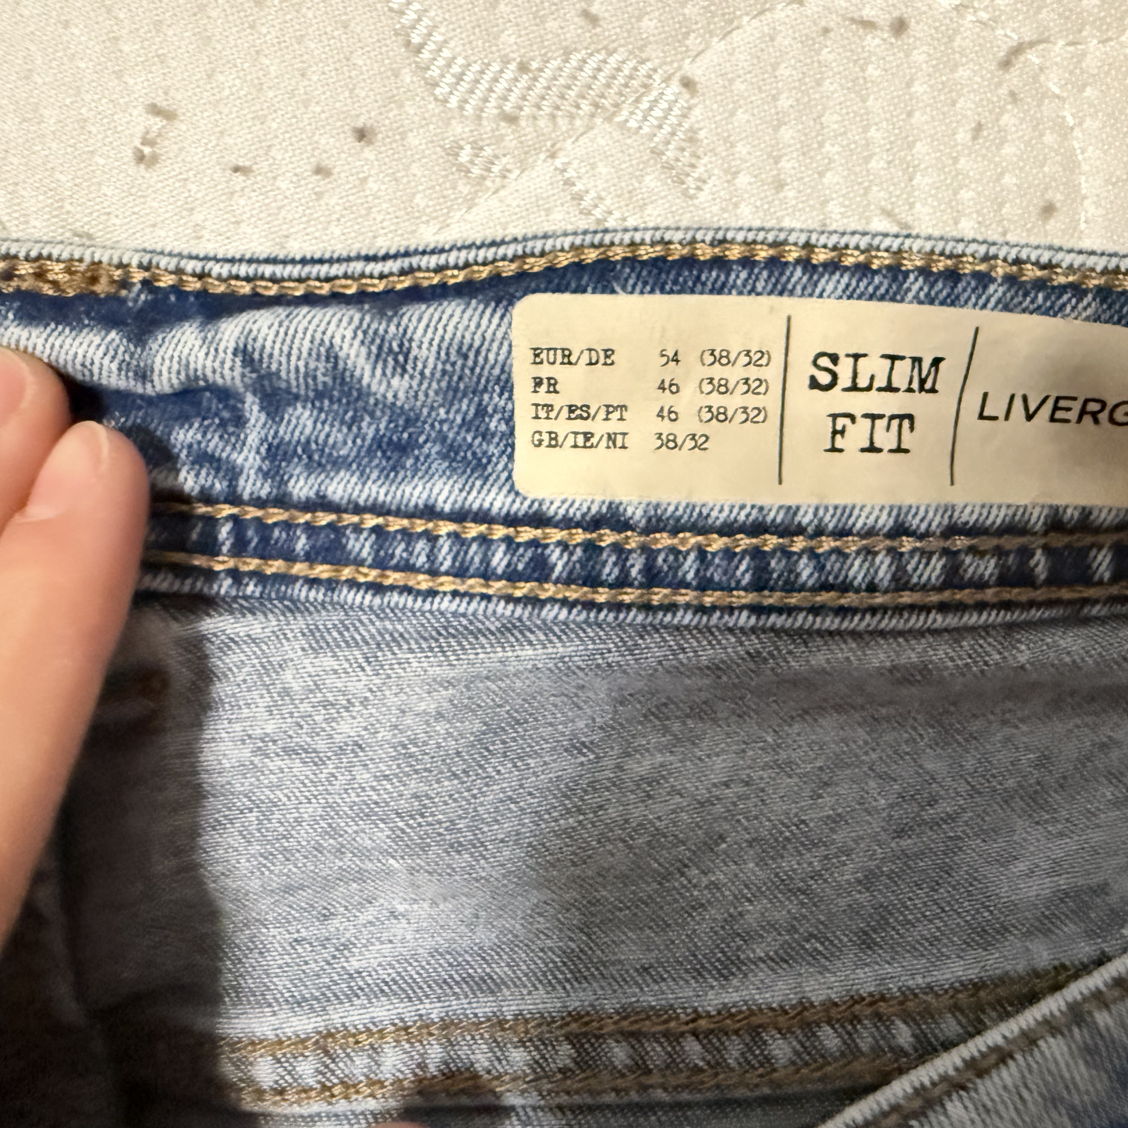 EUR/DE 54 (38/32)
FR 46 (38/32)
IT/ES/PT 46 (38/32)
GB/IE/NI 38/32
SLIM
FIT
LIVERG